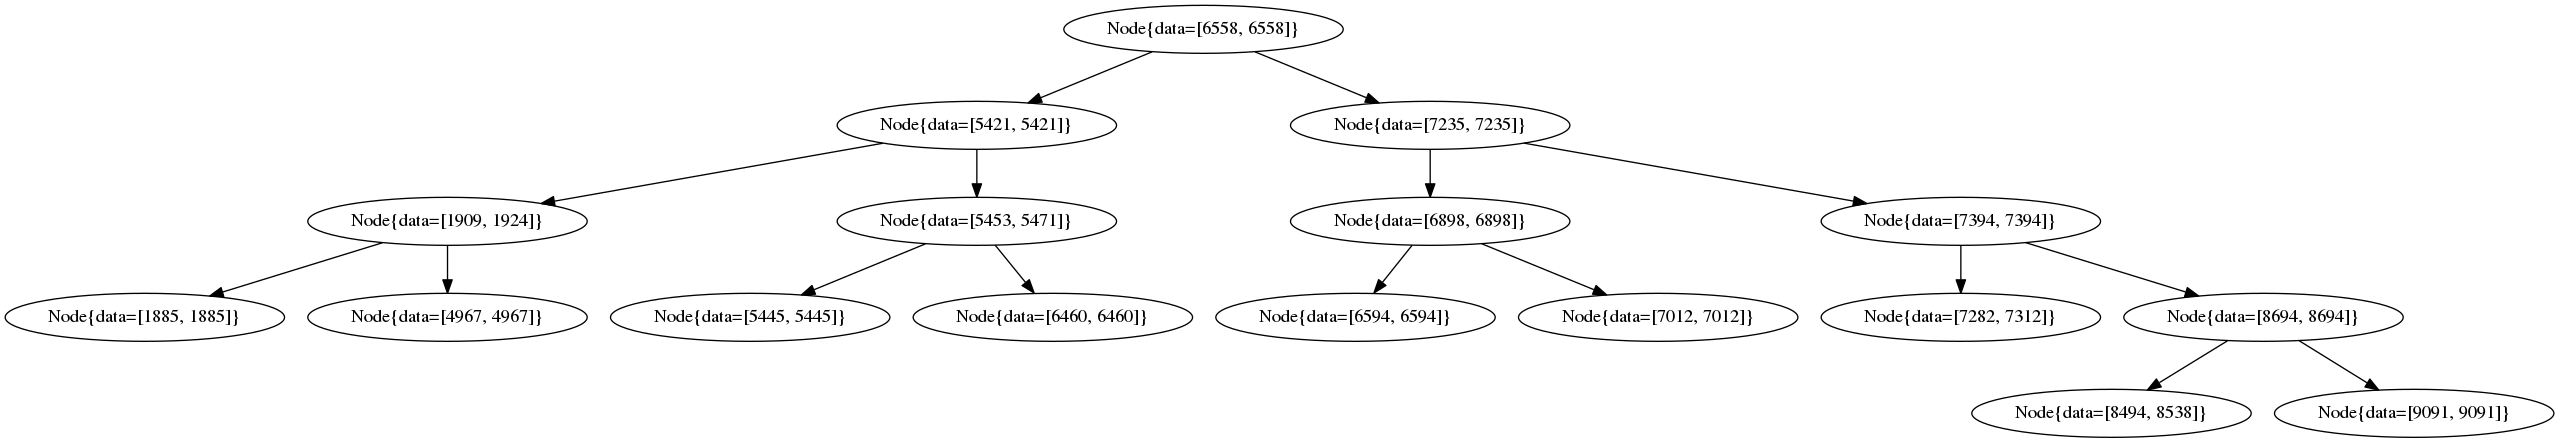 Node{data=[6558, 6558]}
Node{data=[5421, 5421]}
Node{data=[7235, 7235]}
Node{data=[1909, 1924]}
Node{data=[5453, 5471]}
Node{data=[6898, 6898]}
Node{data=[7394, 7394]}
Node{data=[1885, 1885]}
Node{data=[4967, 4967]}
Node{data=[5445, 5445]}
Node{data=[6460, 6460]}
Node{data=[6594, 6594]}
Node{data=[7012, 7012]}
Node{data=[7282, 7312]}
Node{data=[8694, 8694]}
Node{data=[8494, 8538]}
Node{data=[9091, 9091]}